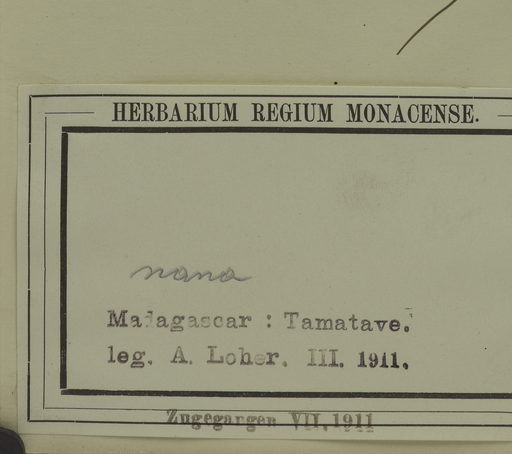 HERBARIUM REGIUM MONACENSE.
nana
Madagascar : Tamatave.
leg. A. Loher. III. 1911.
Zugegangen VII.1911